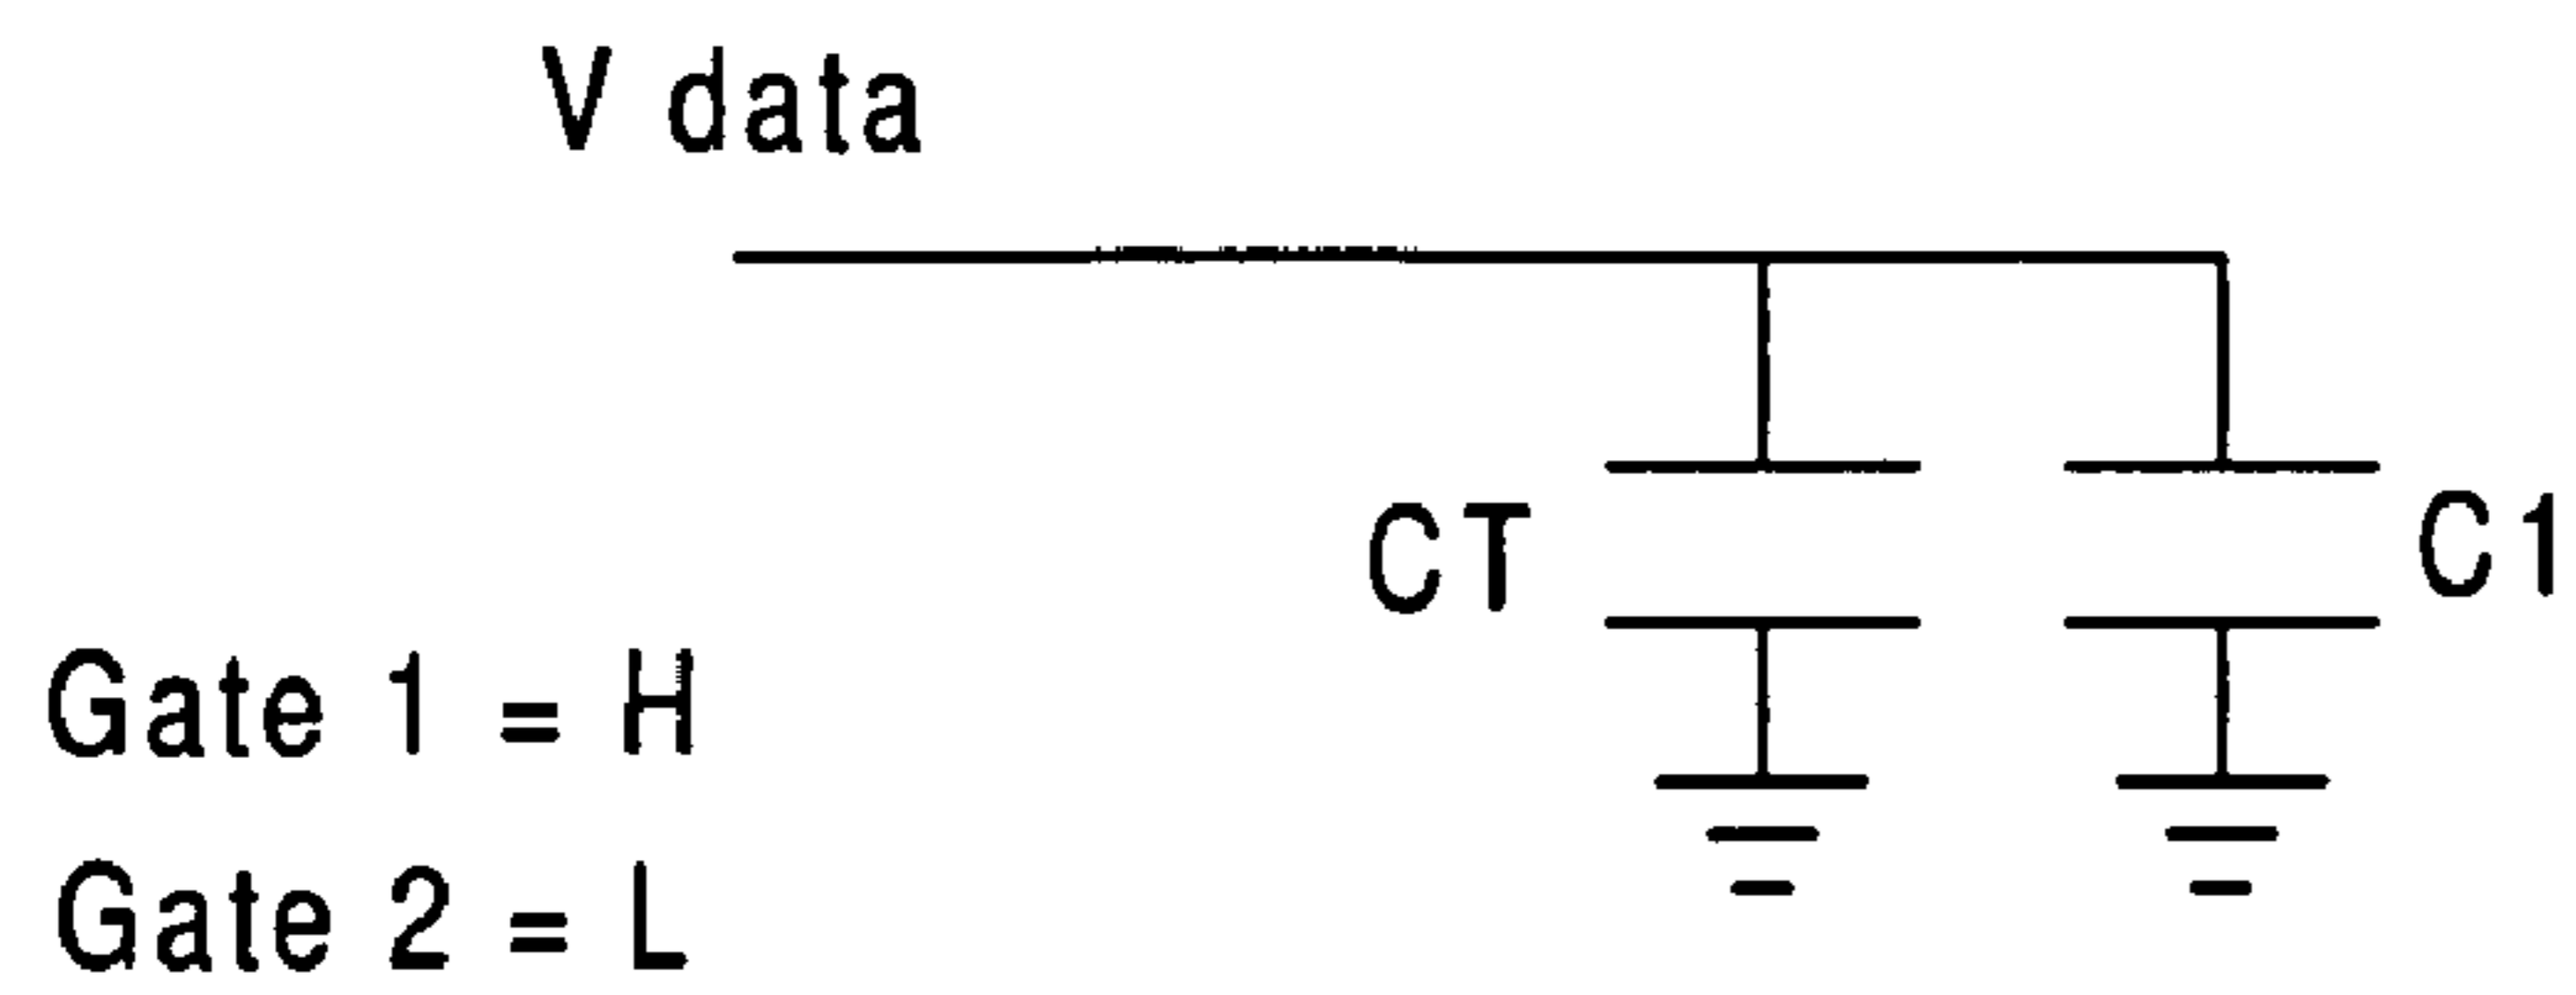 V data
CT
C1
Gate 1 = H
Gate 2 = L